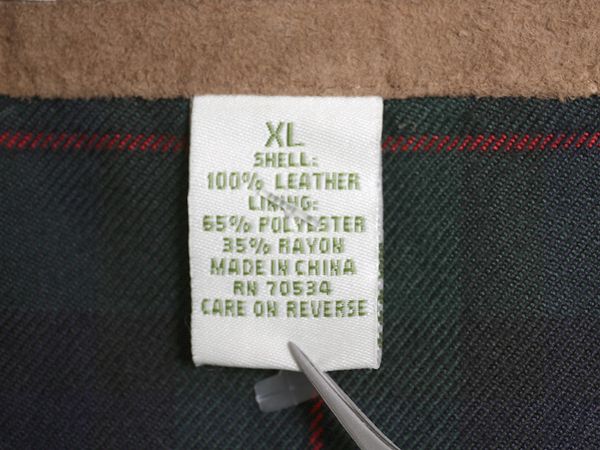 XL
SHELL:
100% LEATHER
LINING:
65% POLYESTER
35% RAYON
MADE IN CHINA
RN 70534
CARE ON REVERSE